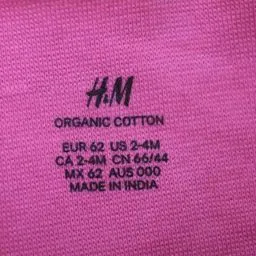 H&M
ORGANIC COTTON
EUR 62 US 2-4M
CA 2-4M CN 66/44
MX 62 AUS 000
MADE IN INDIA